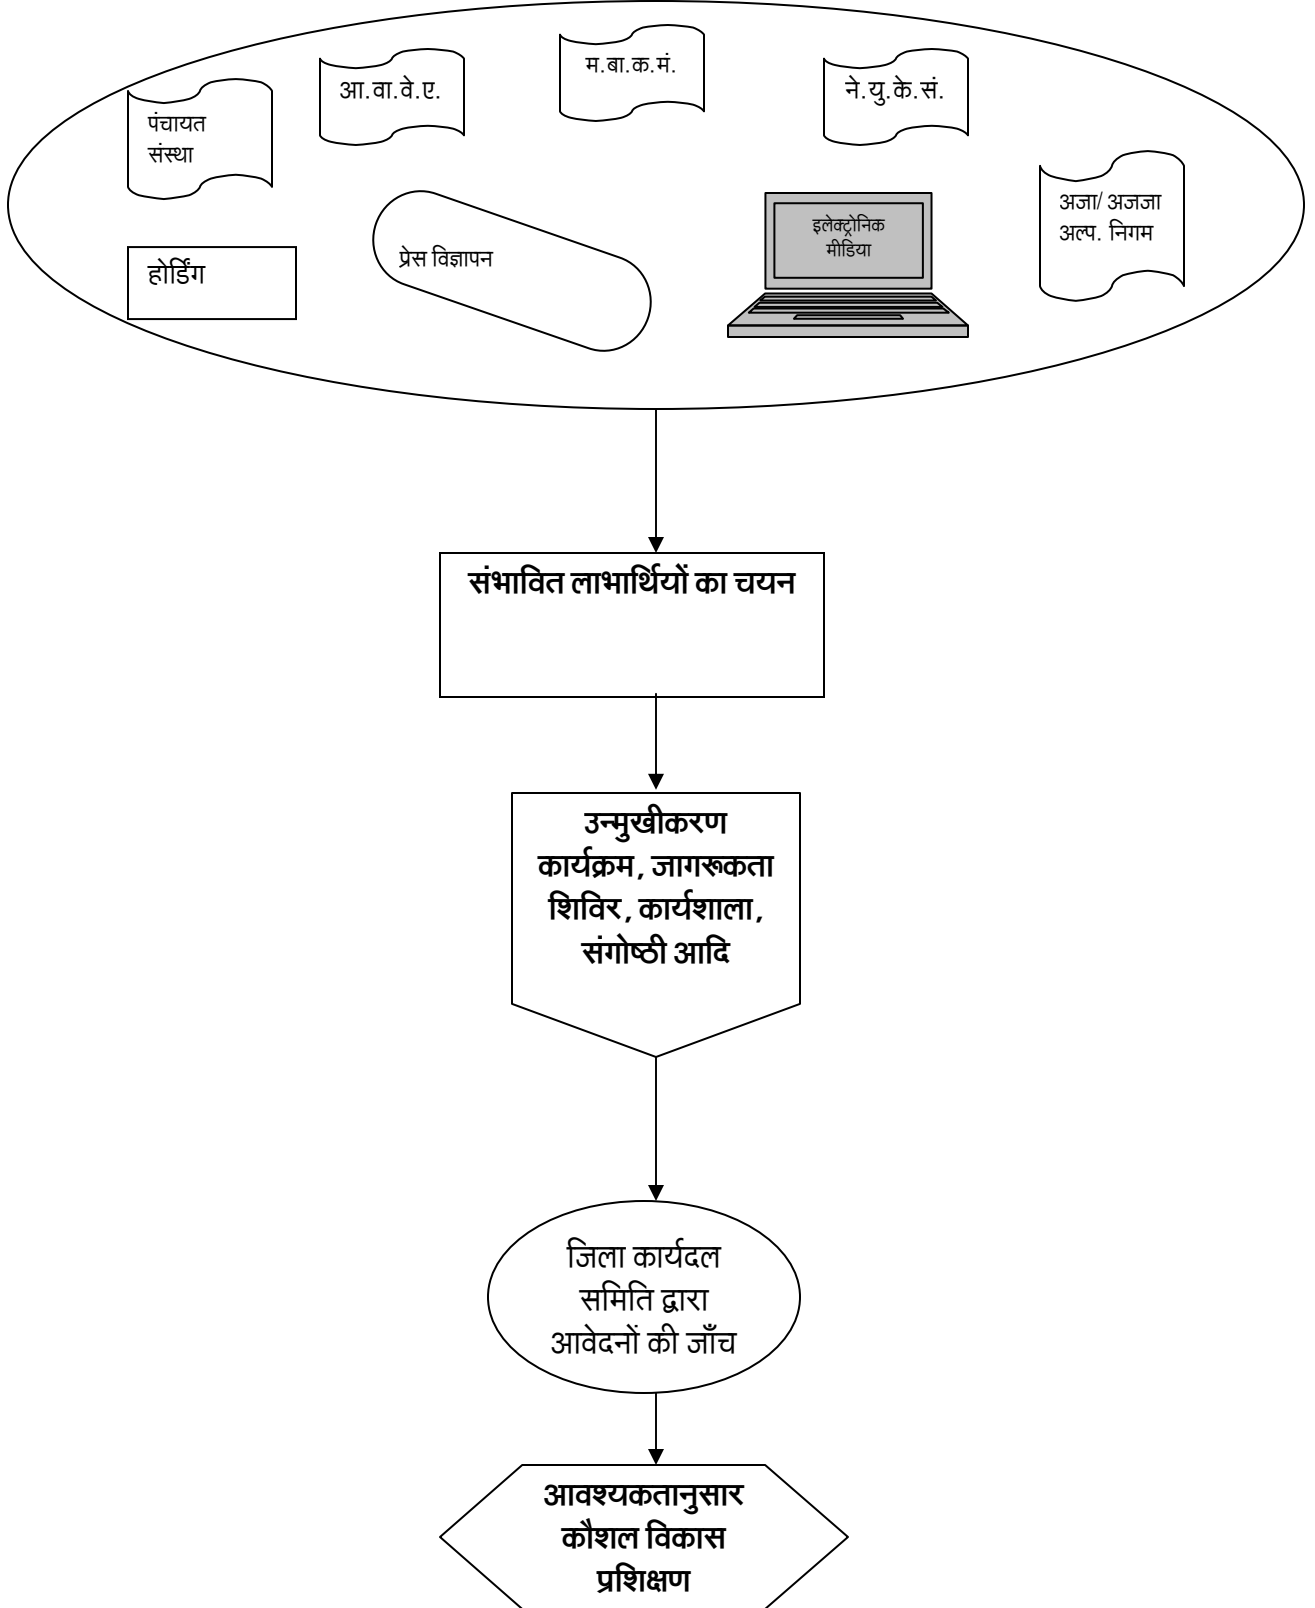 म.बा.क.मं.
आ.वा.वे.ए.
ने.यु.के.सं.
पंचायत
संस्था
अजा/ अजजा
अल्प. निगम
होर्डिंग
प्रेस विज्ञापन
इलेक्ट्रोनिक
मीडिया
संभावित लाभार्थियों का चयन
उन्मुखीकरण
कार्यक्रम, जागरूकता
शिविर, कार्यशाला,
संगोष्ठी आदि
जिला कार्यदल
समिति द्वारा
आवेदनों की जाँच
आवश्यकतानुसार
कौशल विकास
प्रशिक्षण